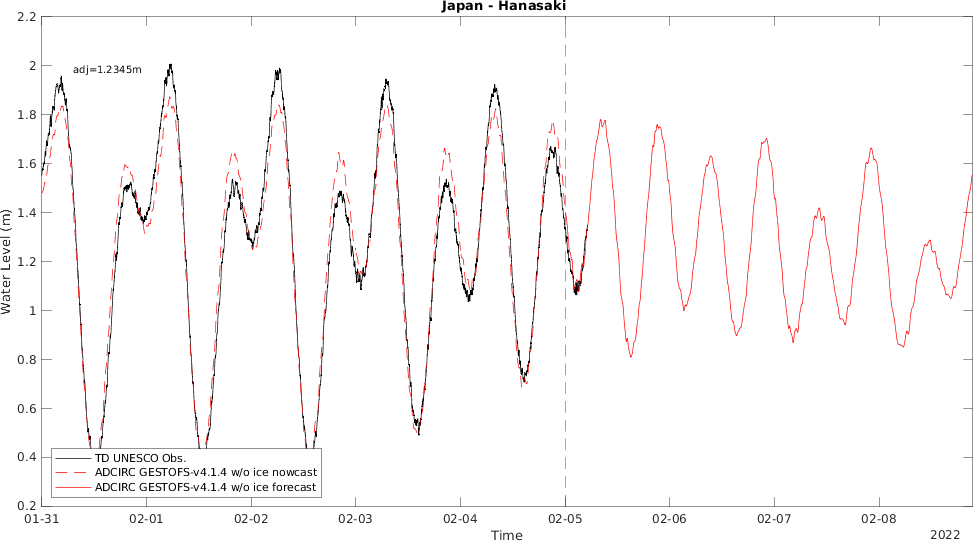 Japan - Hanasaki
2.2
2
1.8
1.6
1.4
1.2
1
0.8
0.6
0.4
0.2
Water Level (m)
adj=1.2345m
TD UNESCO Obs.
ADCIRC GESTOFS-v4.1.4 w/o ice nowcast
ADCIRC GESTOFS-v4.1.4 w/o ice forecast
01-31 02-01 02-02 02-03 02-04 02-05 02-06 02-07 02-08
Time
2022